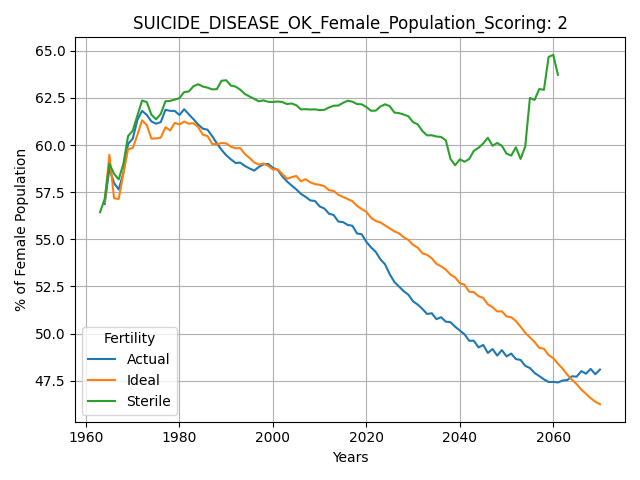 SUICIDE_DISEASE_OK_Female_Population_Scoring: 2
% of Female Population
65.0
62.5
60.0
57.5
55.0
52.5
50.0
47.5
Fertility
Actual
Ideal
Sterile
1960 1980 2000 2020 2040 2060
Years